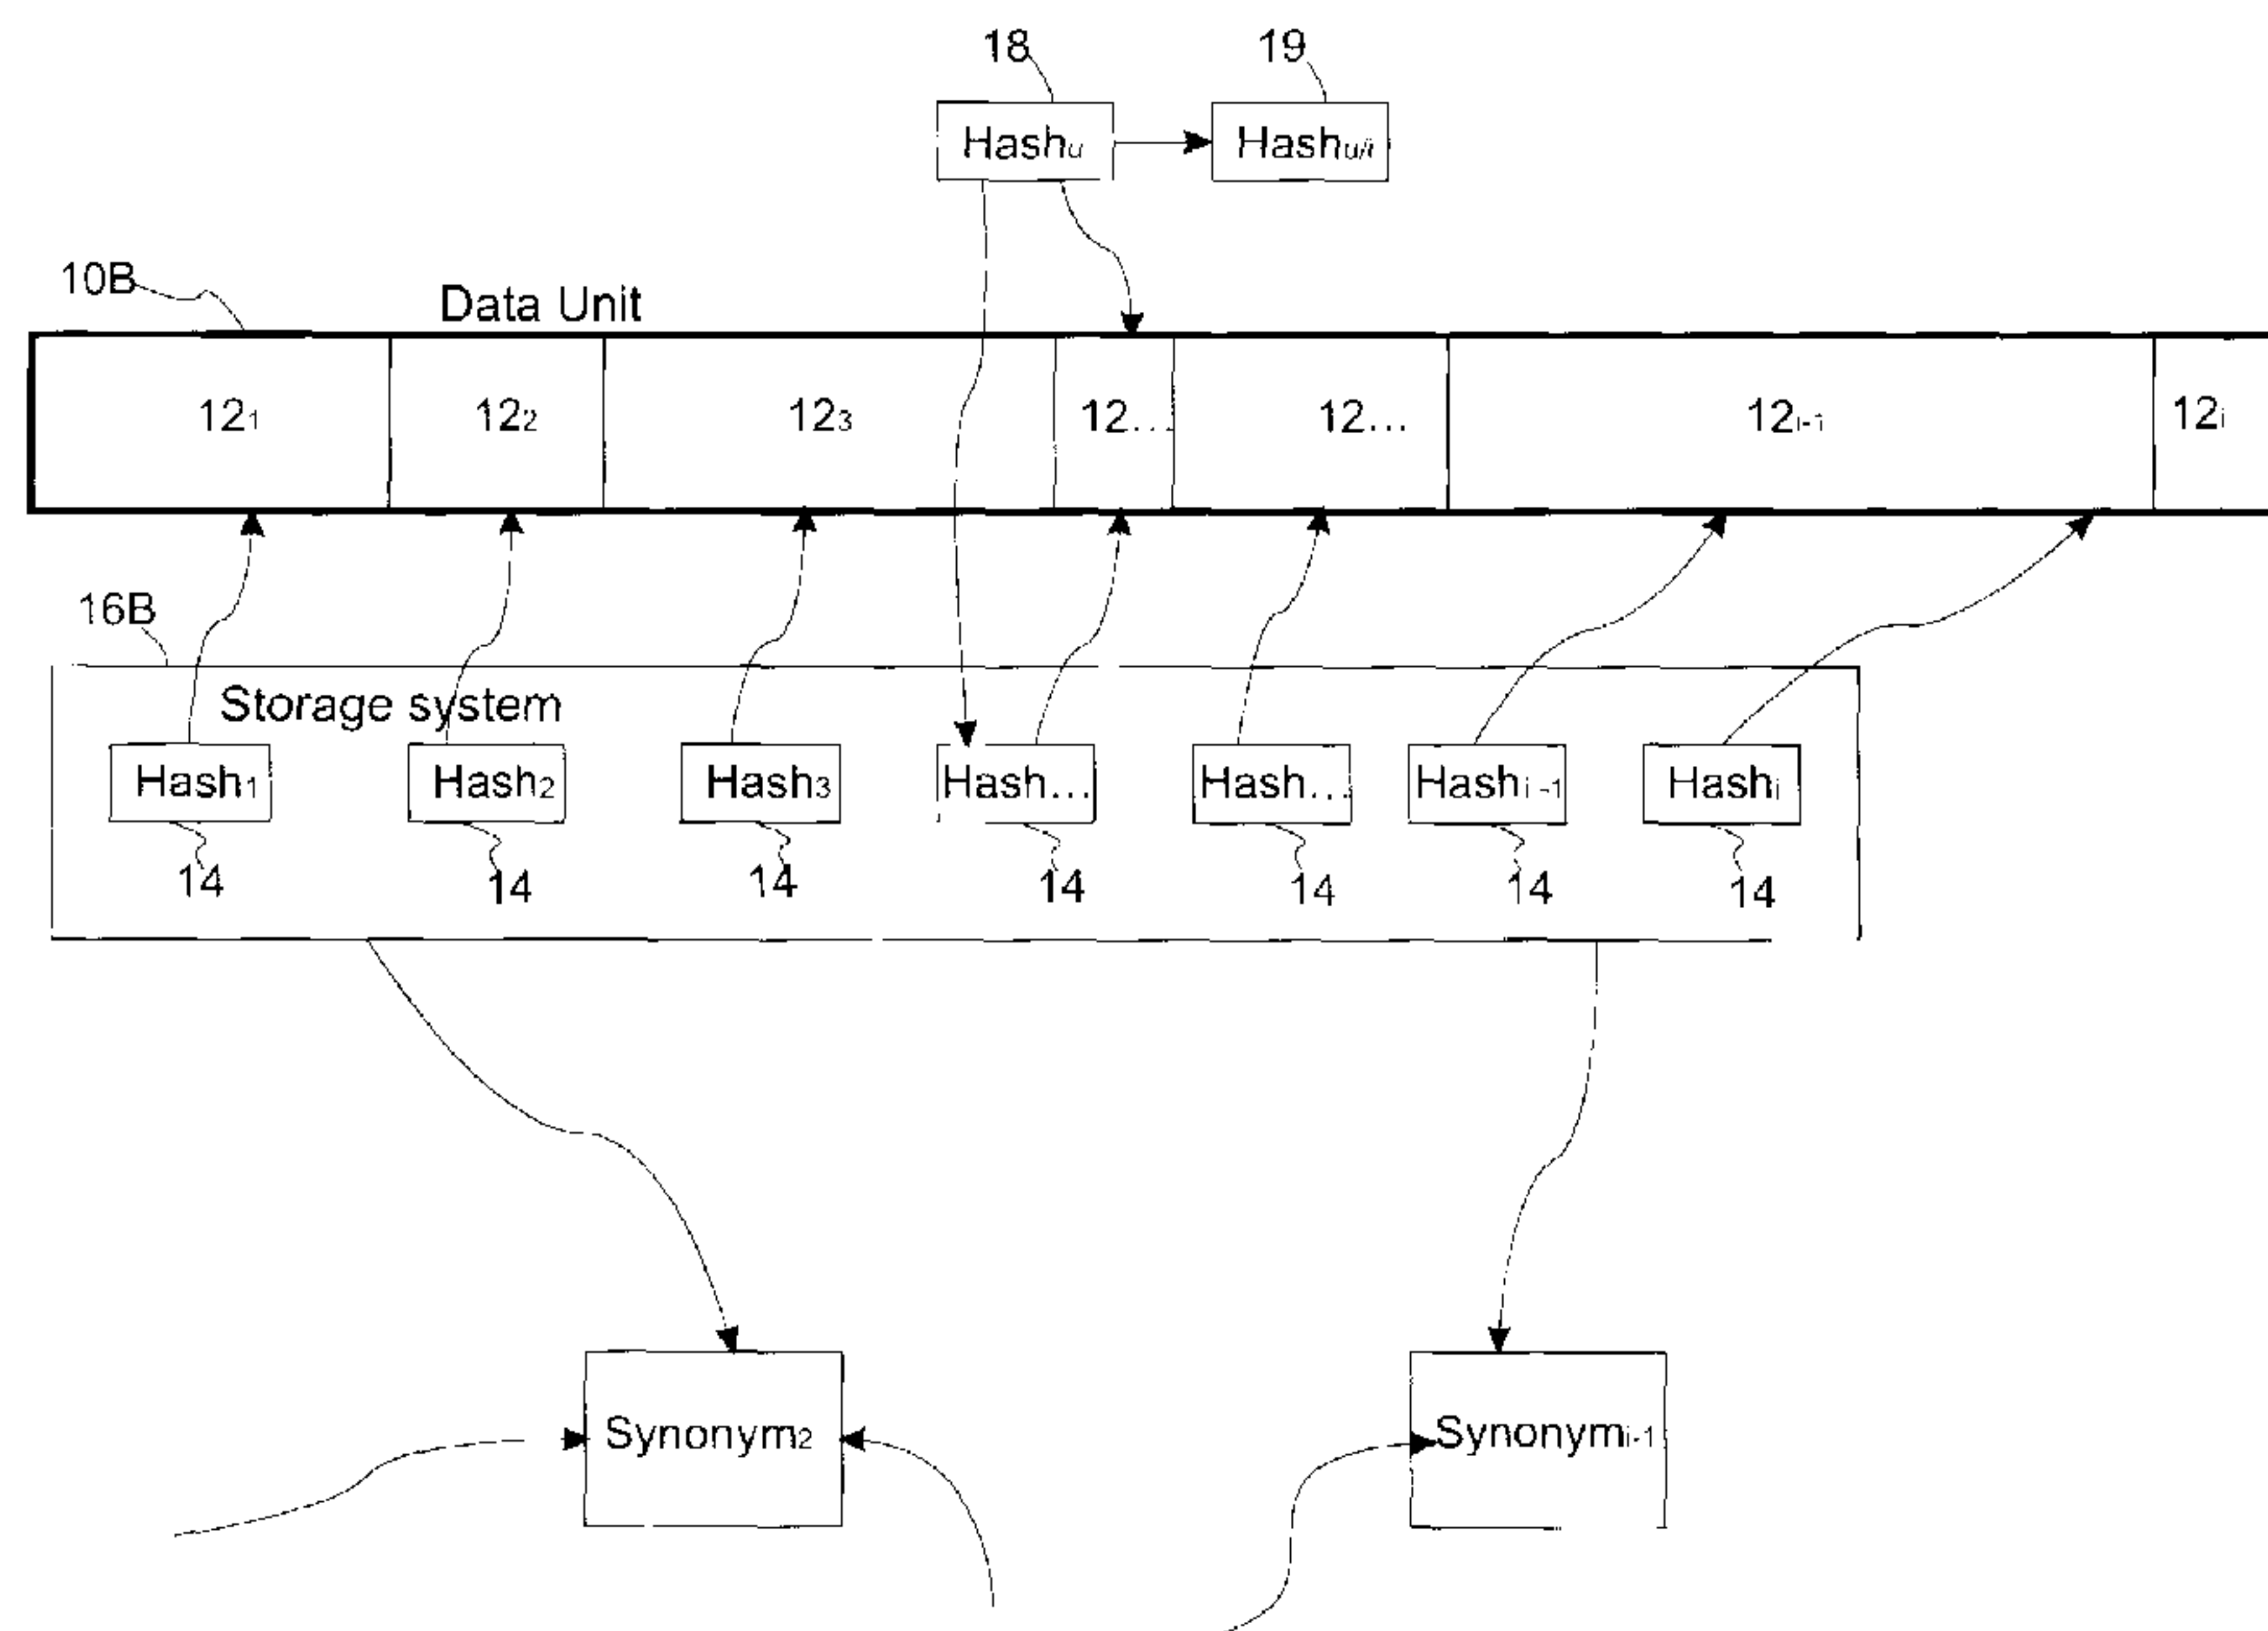 18 19
Hashu Hashu/i
10B
Data Unit
121 122 123 12... 12... 12i-1 12i
16B
Storage system
Hash1 Hash2 Hash3 Hash... Hash... Hashi-1 Hashi
14 14 14 14 14 14 14
Synonym2 Synonymi-1